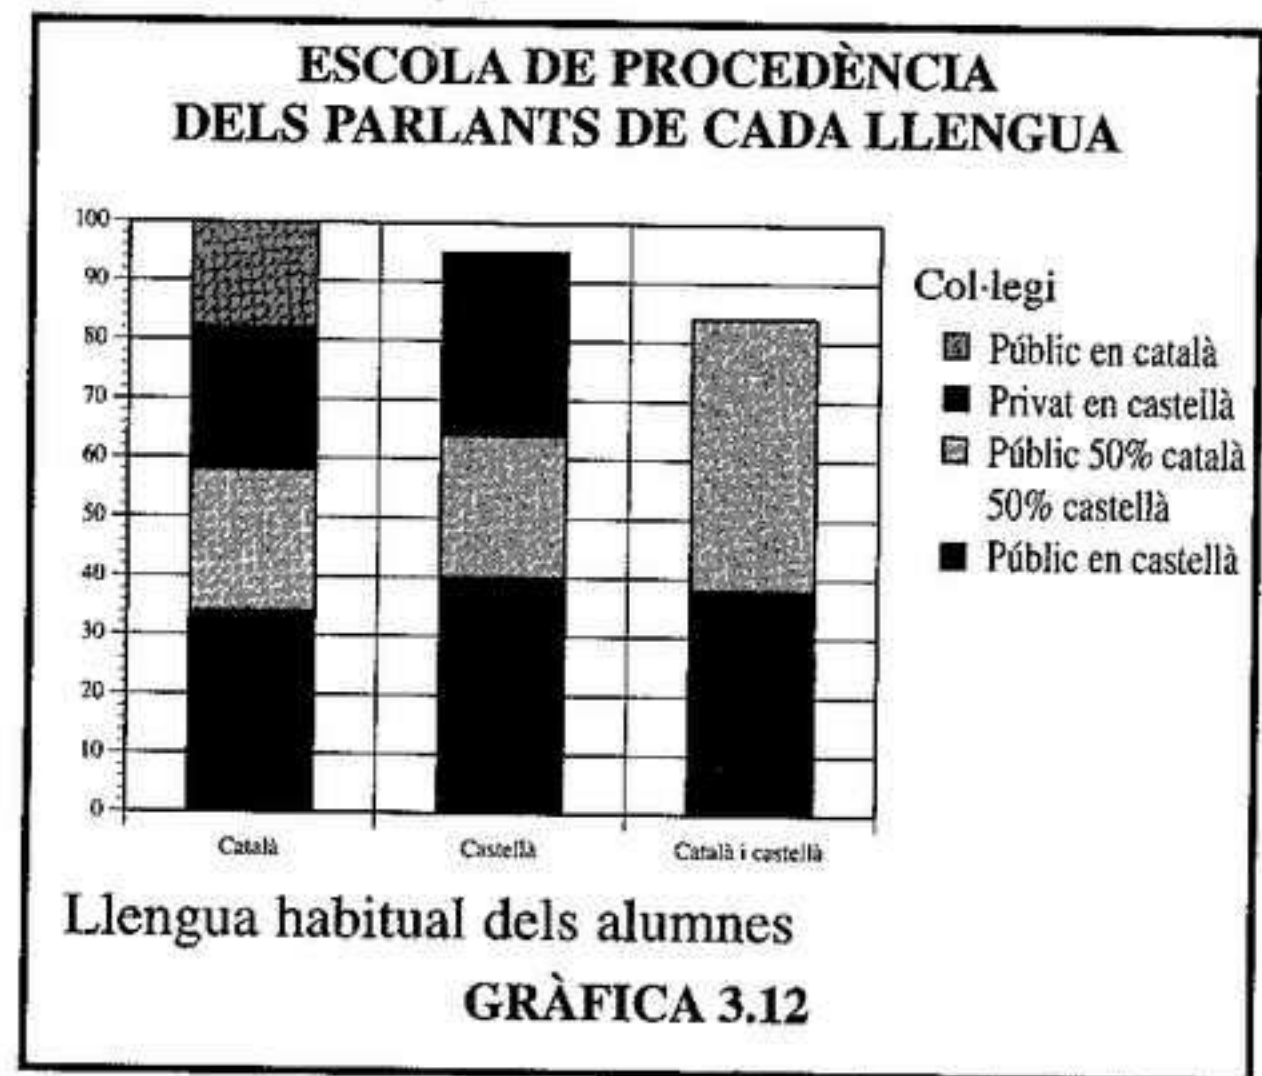 ESCOLA DE PROCEDÈNCIA
DELS PARLANTS DE CADA LLENGUA
100
90
80
70
60
50
40
30
20
10
0
Català
Castellà
Català i castellà
Col·legi
Públic en català
Privat en castellà
Públic 50% català
50% castellà
Públic en castellà
Llengua habitual dels alumnes
GRÀFICA 3.12